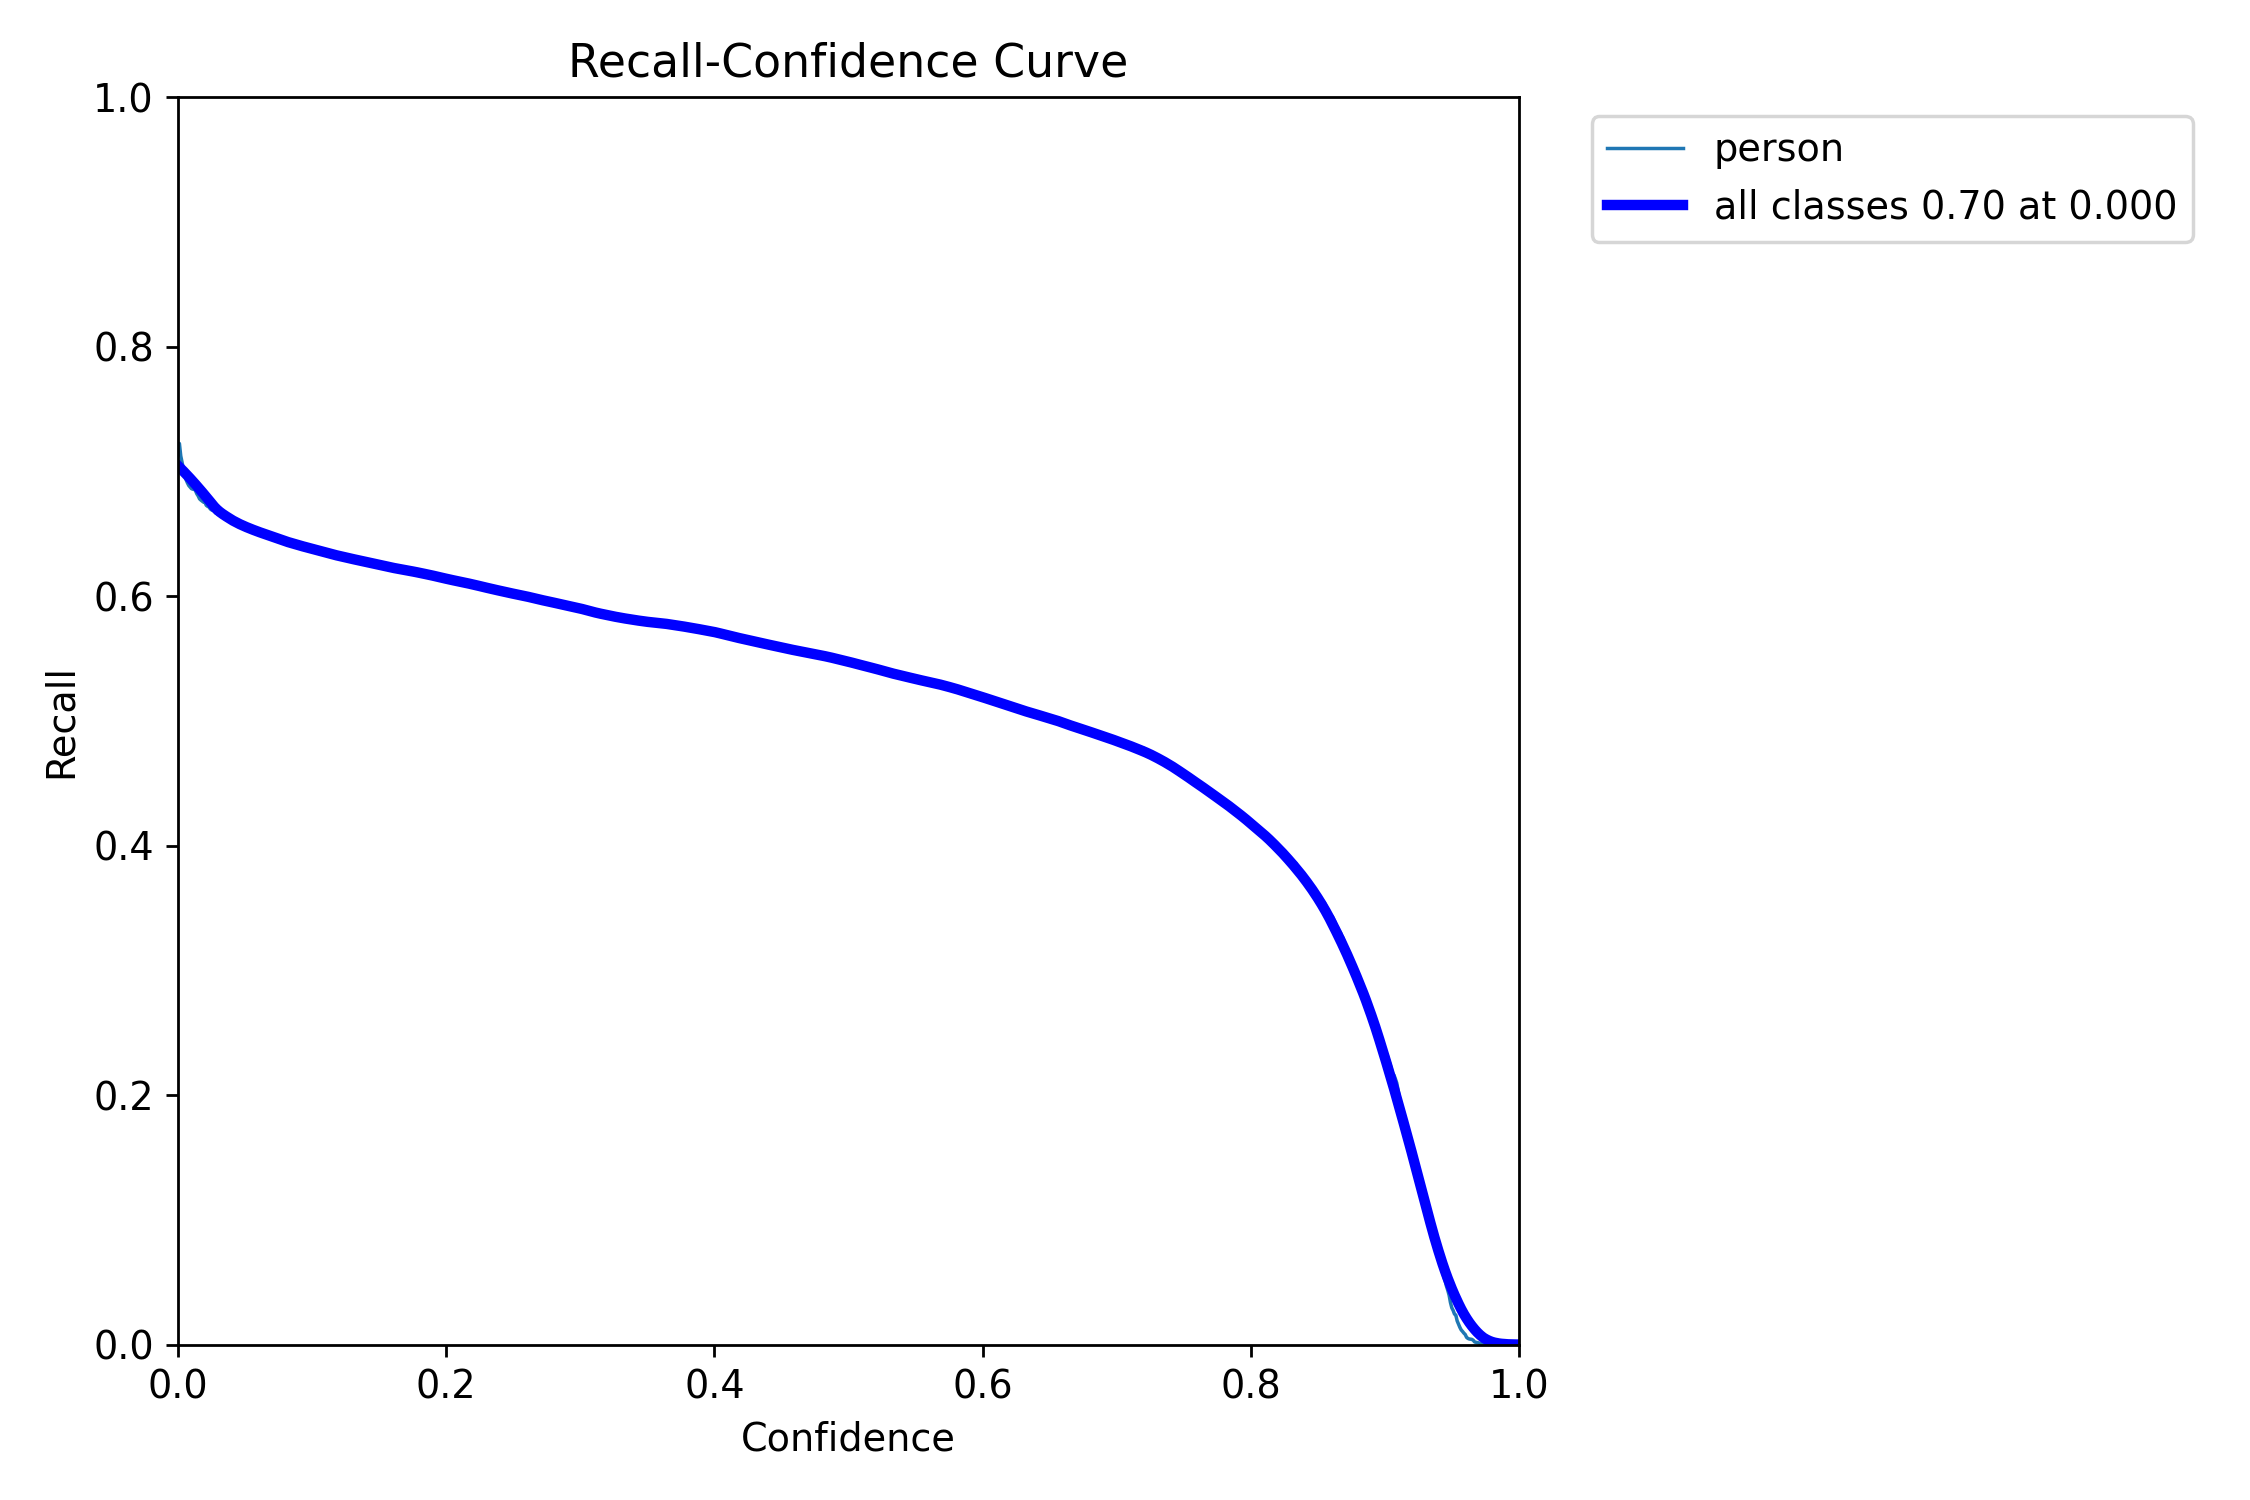 Recall-Confidence Curve
1.0
0.8
0.6
0.4
0.2
0.0
Recall
0.0 0.2 0.4 0.6 0.8 1.0
Confidence
person
all classes 0.70 at 0.000